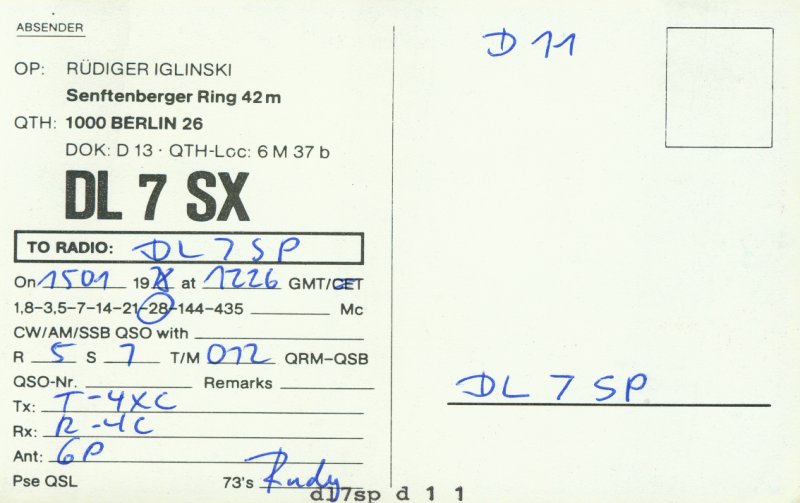 ABSENDER
OP: RÜDIGER IGLINSKI
Senftenberger Ring 42 m
QTH: 1000 BERLIN 26
DOK: D 13 · QTH-Loc: 6 M 37 b
DL 7 SX
TO RADIO: DL7SP
On 1501 19 at 1226 GMT/CET
1,8–3,5–7–14–21–28–144–435 Mc
CW/AM/SSB QSO with
R 5 S 7 T/M 072 QRM-QSB
QSO-Nr. Remarks
Tx: T-4XC
Rx: R-4C
Ant: GP
Pse QSL 73's Rudy
D 11
DL 7 SP
dl7sp d 1 1